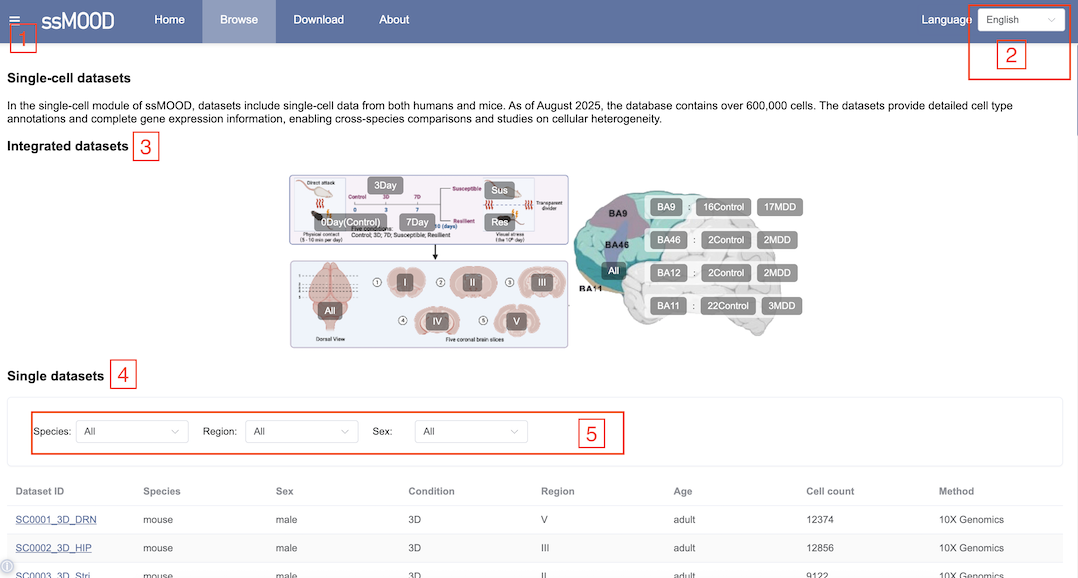 ssMOOD Home Browse Download About Language English
1
2
Single-cell datasets
In the single-cell module of ssMOOD, datasets include single-cell data from both humans and mice. As of August 2025, the database contains over 600,000 cells. The datasets provide detailed cell type
annotations and complete gene expression information, enabling cross-species comparisons and studies on cellular heterogeneity.
Integrated datasets 3
Direct attack
3Day
Control 3D 7D
Susceptible
Sus
0 3 7
Transparent
divider
0Day(Control) 7Day
Resilient
Res
10 (days)
Physical contact
(5 - 10 min per day)
Five conditions:
Control; 3D; 7D; Susceptible; Resilient
Visual stress
(the 10th day)
All
Dorsal View
1 I 2 II 3 III
4 IV 5 V
Five coronal brain slices
BA9
BA46
All
BA11
BA9 : 16Control 17MDD
BA46 : 2Control 2MDD
BA12 : 2Control 2MDD
BA11 : 22Control 3MDD
Single datasets 4
Species: All Region: All Sex: All 5
Dataset ID Species Sex Condition Region Age Cell count Method
SC0001_3D_DRN mouse male 3D V adult 12374 10X Genomics
SC0002_3D_HIP mouse male 3D III adult 12856 10X Genomics
SC0003_3D_Stri mouse male 3D II adult 9122 10X Genomics